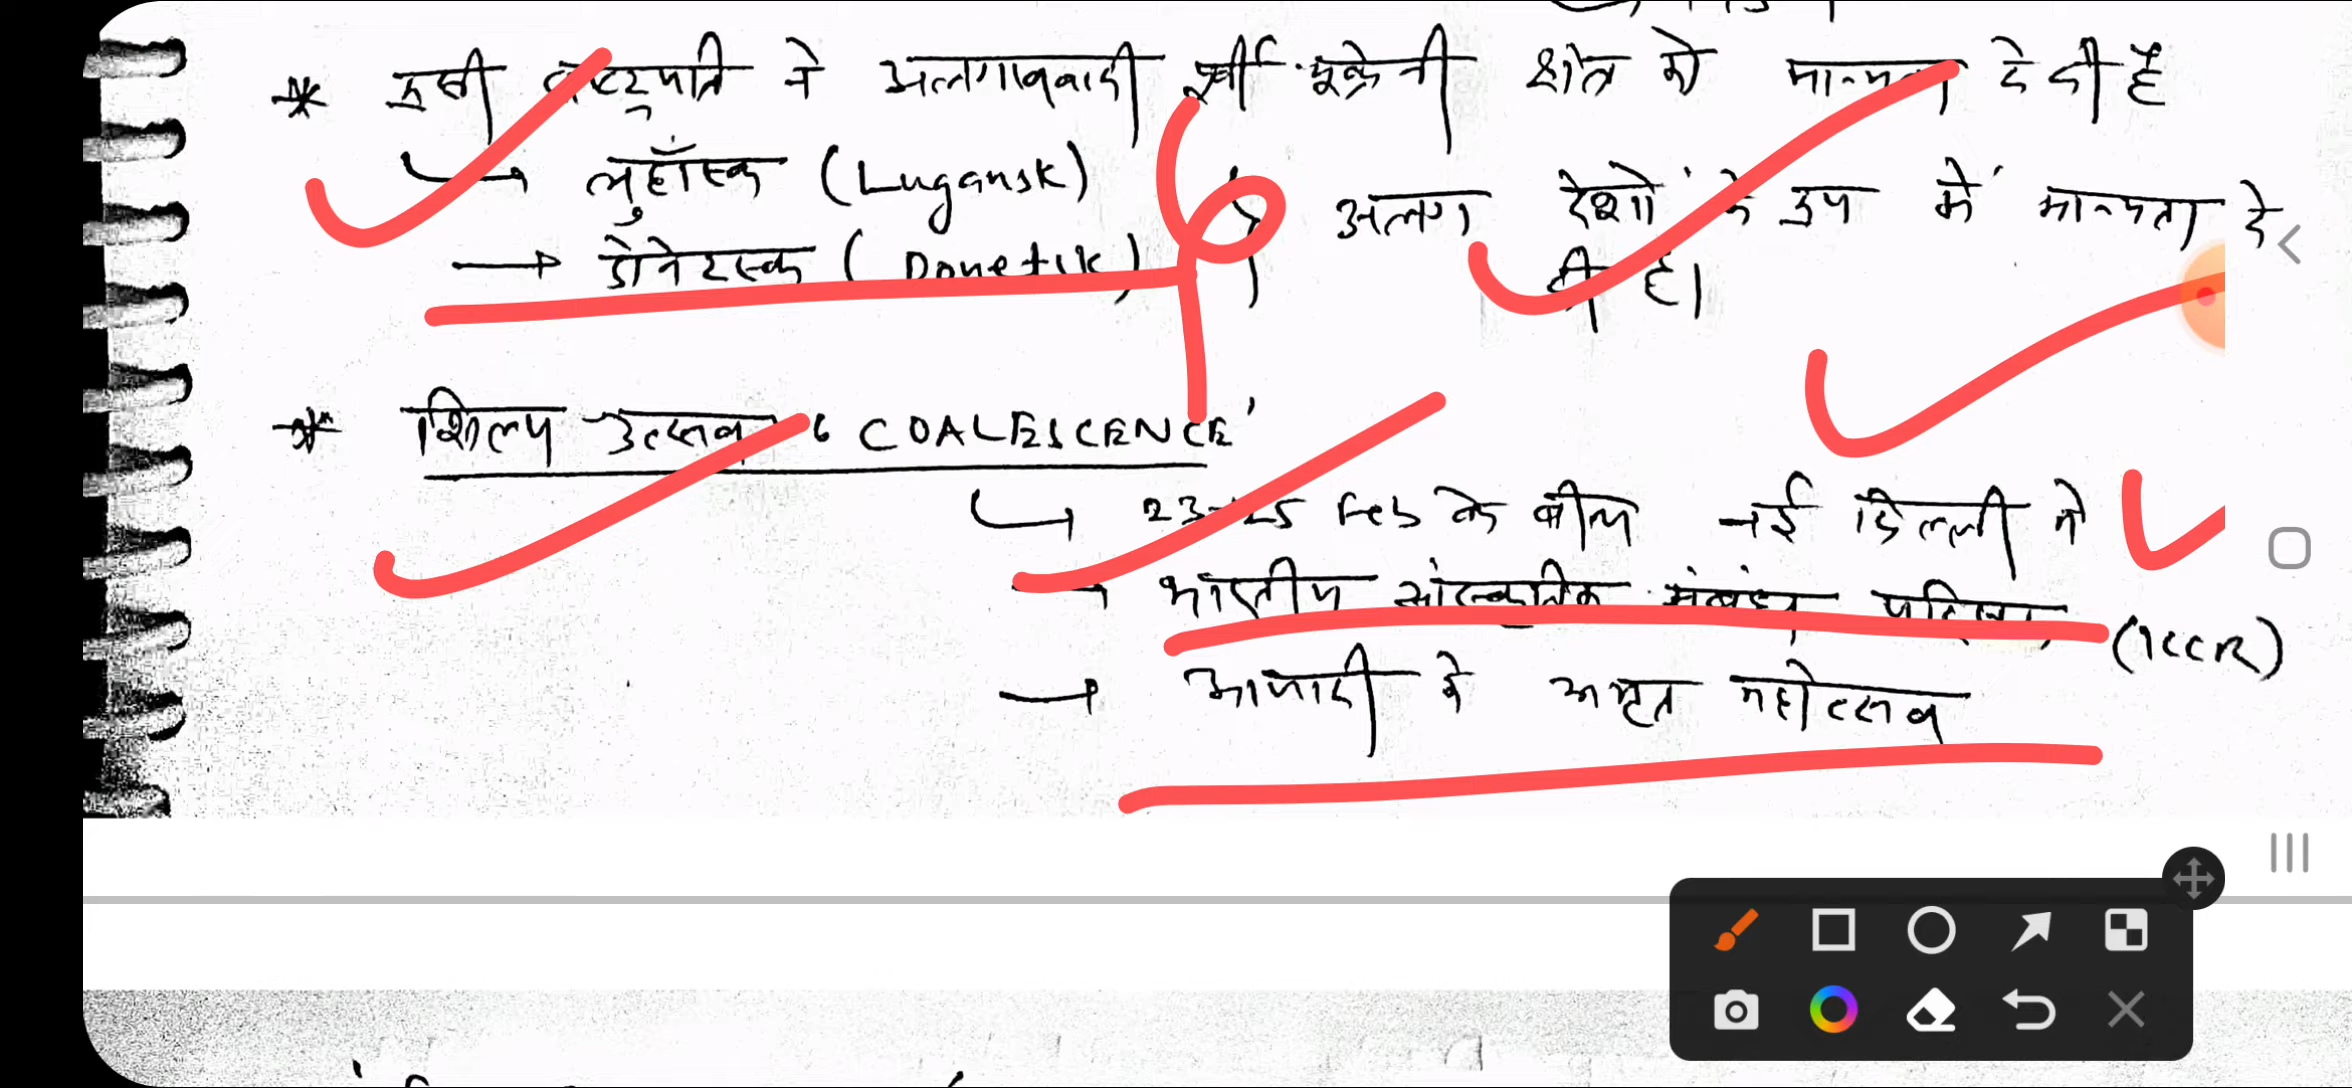 * रूसी राष्ट्रपति ने अलगाववादी पूर्वी यूक्रेनी क्षेत्र को मान्यता दे दी है
↳ लुहाँस्क (Lugansk)
→ डोनेटस्क (Donetsk)
अलग देशों के रूप में मान्यता दे
दी है।
* शिल्प उत्सव 'COALESCENCE'
↳ 23-25 Feb के बीच नई दिल्ली में
→ भारतीय सांस्कृतिक संबंध परिषद (ICCR)
→ आजादी के अमृत महोत्सव